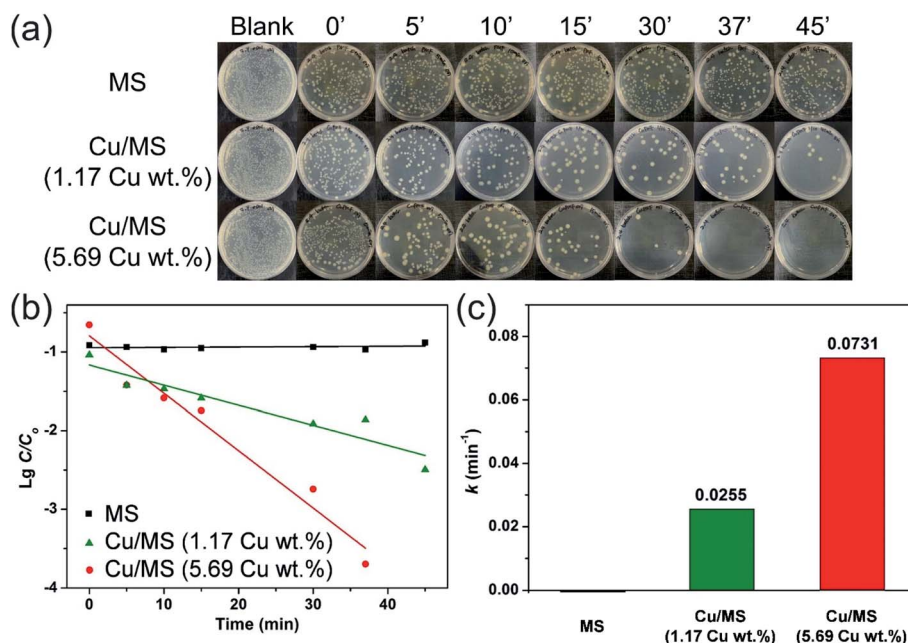 (a)
Blank 0' 5' 10' 15' 30' 37' 45'
MS
Cu/MS
(1.17 Cu wt.%)
Cu/MS
(5.69 Cu wt.%)
(b)
-1
-2
-3
-4
Lg C/Co
MS
Cu/MS (1.17 Cu wt.%)
Cu/MS (5.69 Cu wt.%)
0 10 20 30 40
Time (min)
(c)
0.08
0.06
0.04
0.02
0.00
k (min⁻¹)
0.0731
0.0255
MS
Cu/MS
(1.17 Cu wt.%)
Cu/MS
(5.69 Cu wt.%)